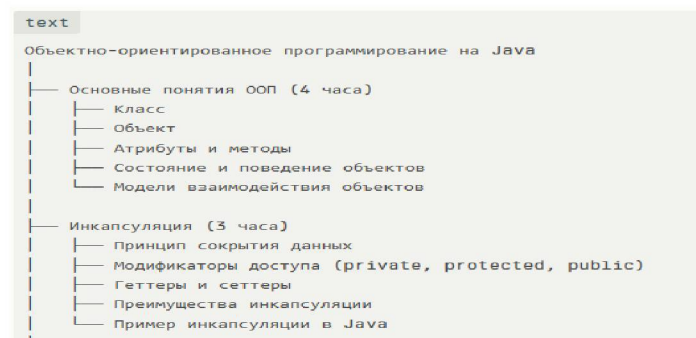 text
Объектно-ориентированное программирование на Java
│
├── Основные понятия ООП (4 часа)
│   ├── Класс
│   ├── Объект
│   ├── Атрибуты и методы
│   ├── Состояние и поведение объектов
│   └── Модели взаимодействия объектов
│
├── Инкапсуляция (3 часа)
│   ├── Принцип сокрытия данных
│   ├── Модификаторы доступа (private, protected, public)
│   ├── Геттеры и сеттеры
│   ├── Преимущества инкапсуляции
│   └── Пример инкапсуляции в Java